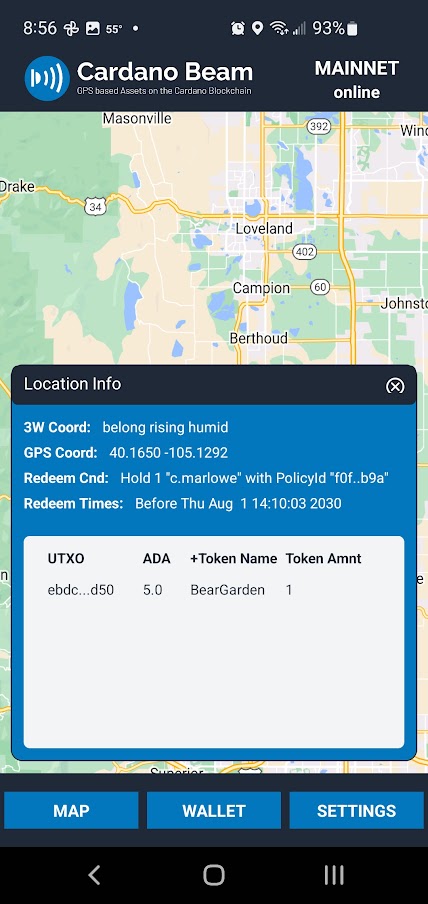 8:56 55° 93%
Cardano Beam
GPS based Assets on the Cardano Blockchain
MAINNET
online
Masonville
392
Drake
34
Loveland
402
Campion
60
Berthoud
Location Info
3W Coord: belong rising humid
GPS Coord: 40.1650 -105.1292
Redeem Cnd: Hold 1 "c.marlowe" with PolicyId "f0f..b9a"
Redeem Times: Before Thu Aug 1 14:10:03 2030
UTXO ADA +Token Name Token Amnt
ebdc...d50 5.0 BearGarden 1
Superior
MAP WALLET SETTINGS